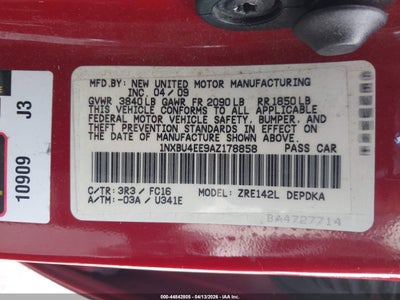 MFD.BY: NEW UNITED MOTOR MANUFACTURING
INC. 04/09
GVWR 3840LB GAWR FR 2090LB RR 1850LB
THIS VEHICLE CONFORMS TO ALL APPLICABLE
FEDERAL MOTOR VEHICLE SAFETY, BUMPER, AND
THEFT PREVENTION STANDARDS IN EFFECT ON
THE DATE OF MANUFACTURE SHOWN ABOVE.
1NXBU4EE9AZ178858 PASS CAR
C/TR: 3R3 / FC16 MODEL: ZRE142L DEPDKA
A/TM: -03A / U341E
BA4727714
10909 J3
000-44842005 - 04/13/2026 - IAA Holdings, LLC